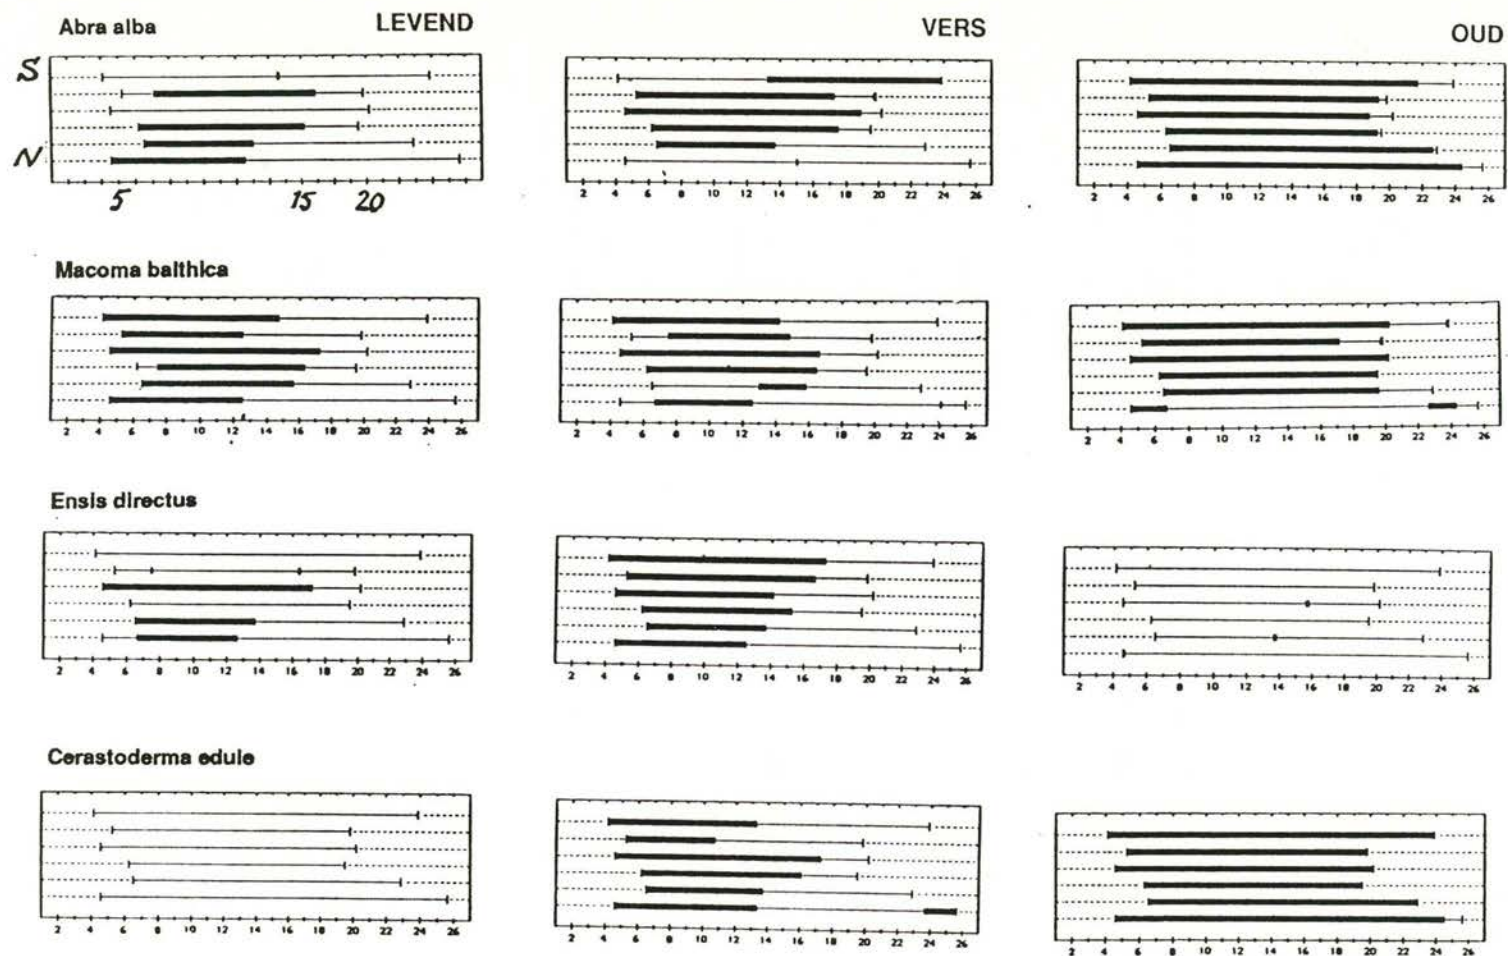 Abra alba LEVEND VERS OUD
S
N
5 15 20
2 4 6 8 10 12 14 16 18 20 22 24 26
2 4 6 8 10 12 14 16 18 20 22 24 26
Macoma balthica
2 4 6 8 10 12 14 16 18 20 22 24 26
2 4 6 8 10 12 14 16 18 20 22 24 26
2 4 6 8 10 12 14 16 18 20 22 24 26
Ensis directus
2 4 6 8 10 12 14 16 18 20 22 24 26
2 4 6 8 10 12 14 16 18 20 22 24 26
2 4 6 8 10 12 14 16 18 20 22 24 26
Cerastoderma edule
2 4 6 8 10 12 14 16 18 20 22 24 26
2 4 6 8 10 12 14 16 18 20 22 24 26
2 4 6 8 10 12 14 16 18 20 22 24 26